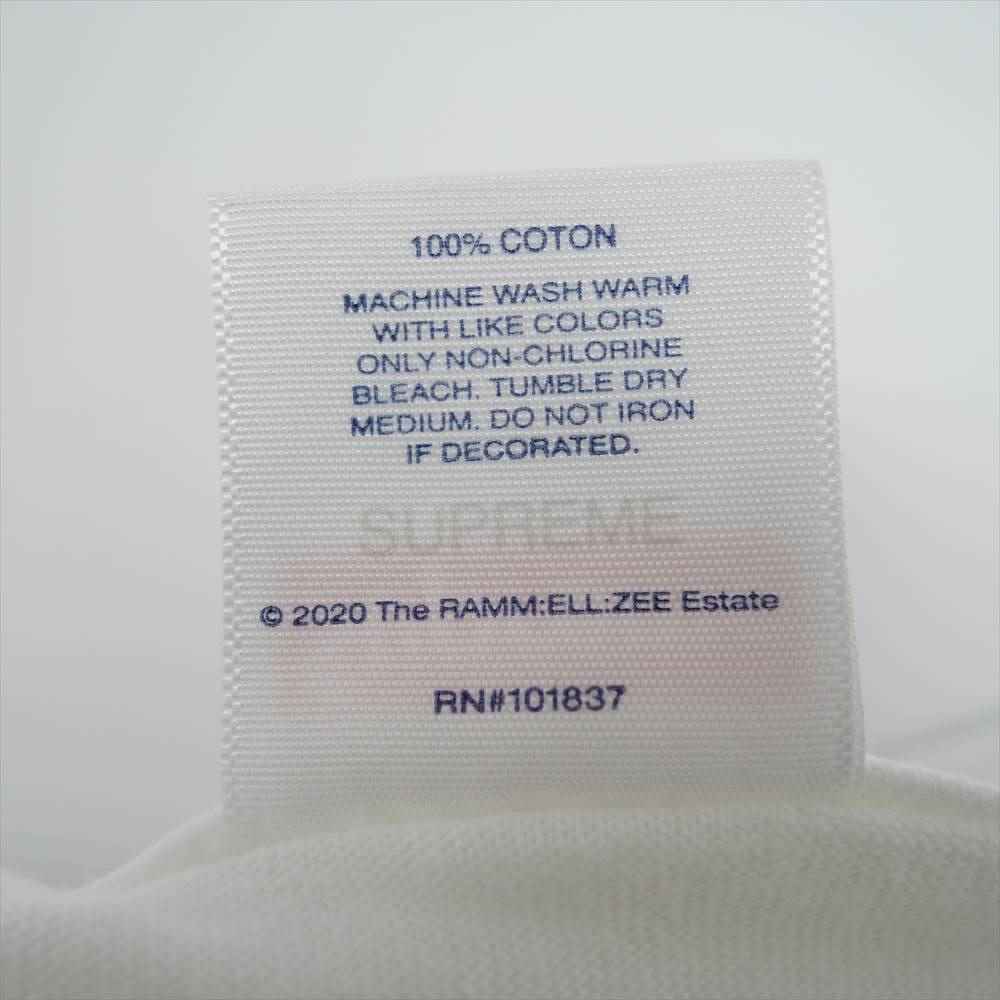 100% COTON
MACHINE WASH WARM
WITH LIKE COLORS
ONLY NON-CHLORINE
BLEACH. TUMBLE DRY
MEDIUM. DO NOT IRON
IF DECORATED.
SUPREME
© 2020 The RAMM:ELL:ZEE Estate
RN#101837